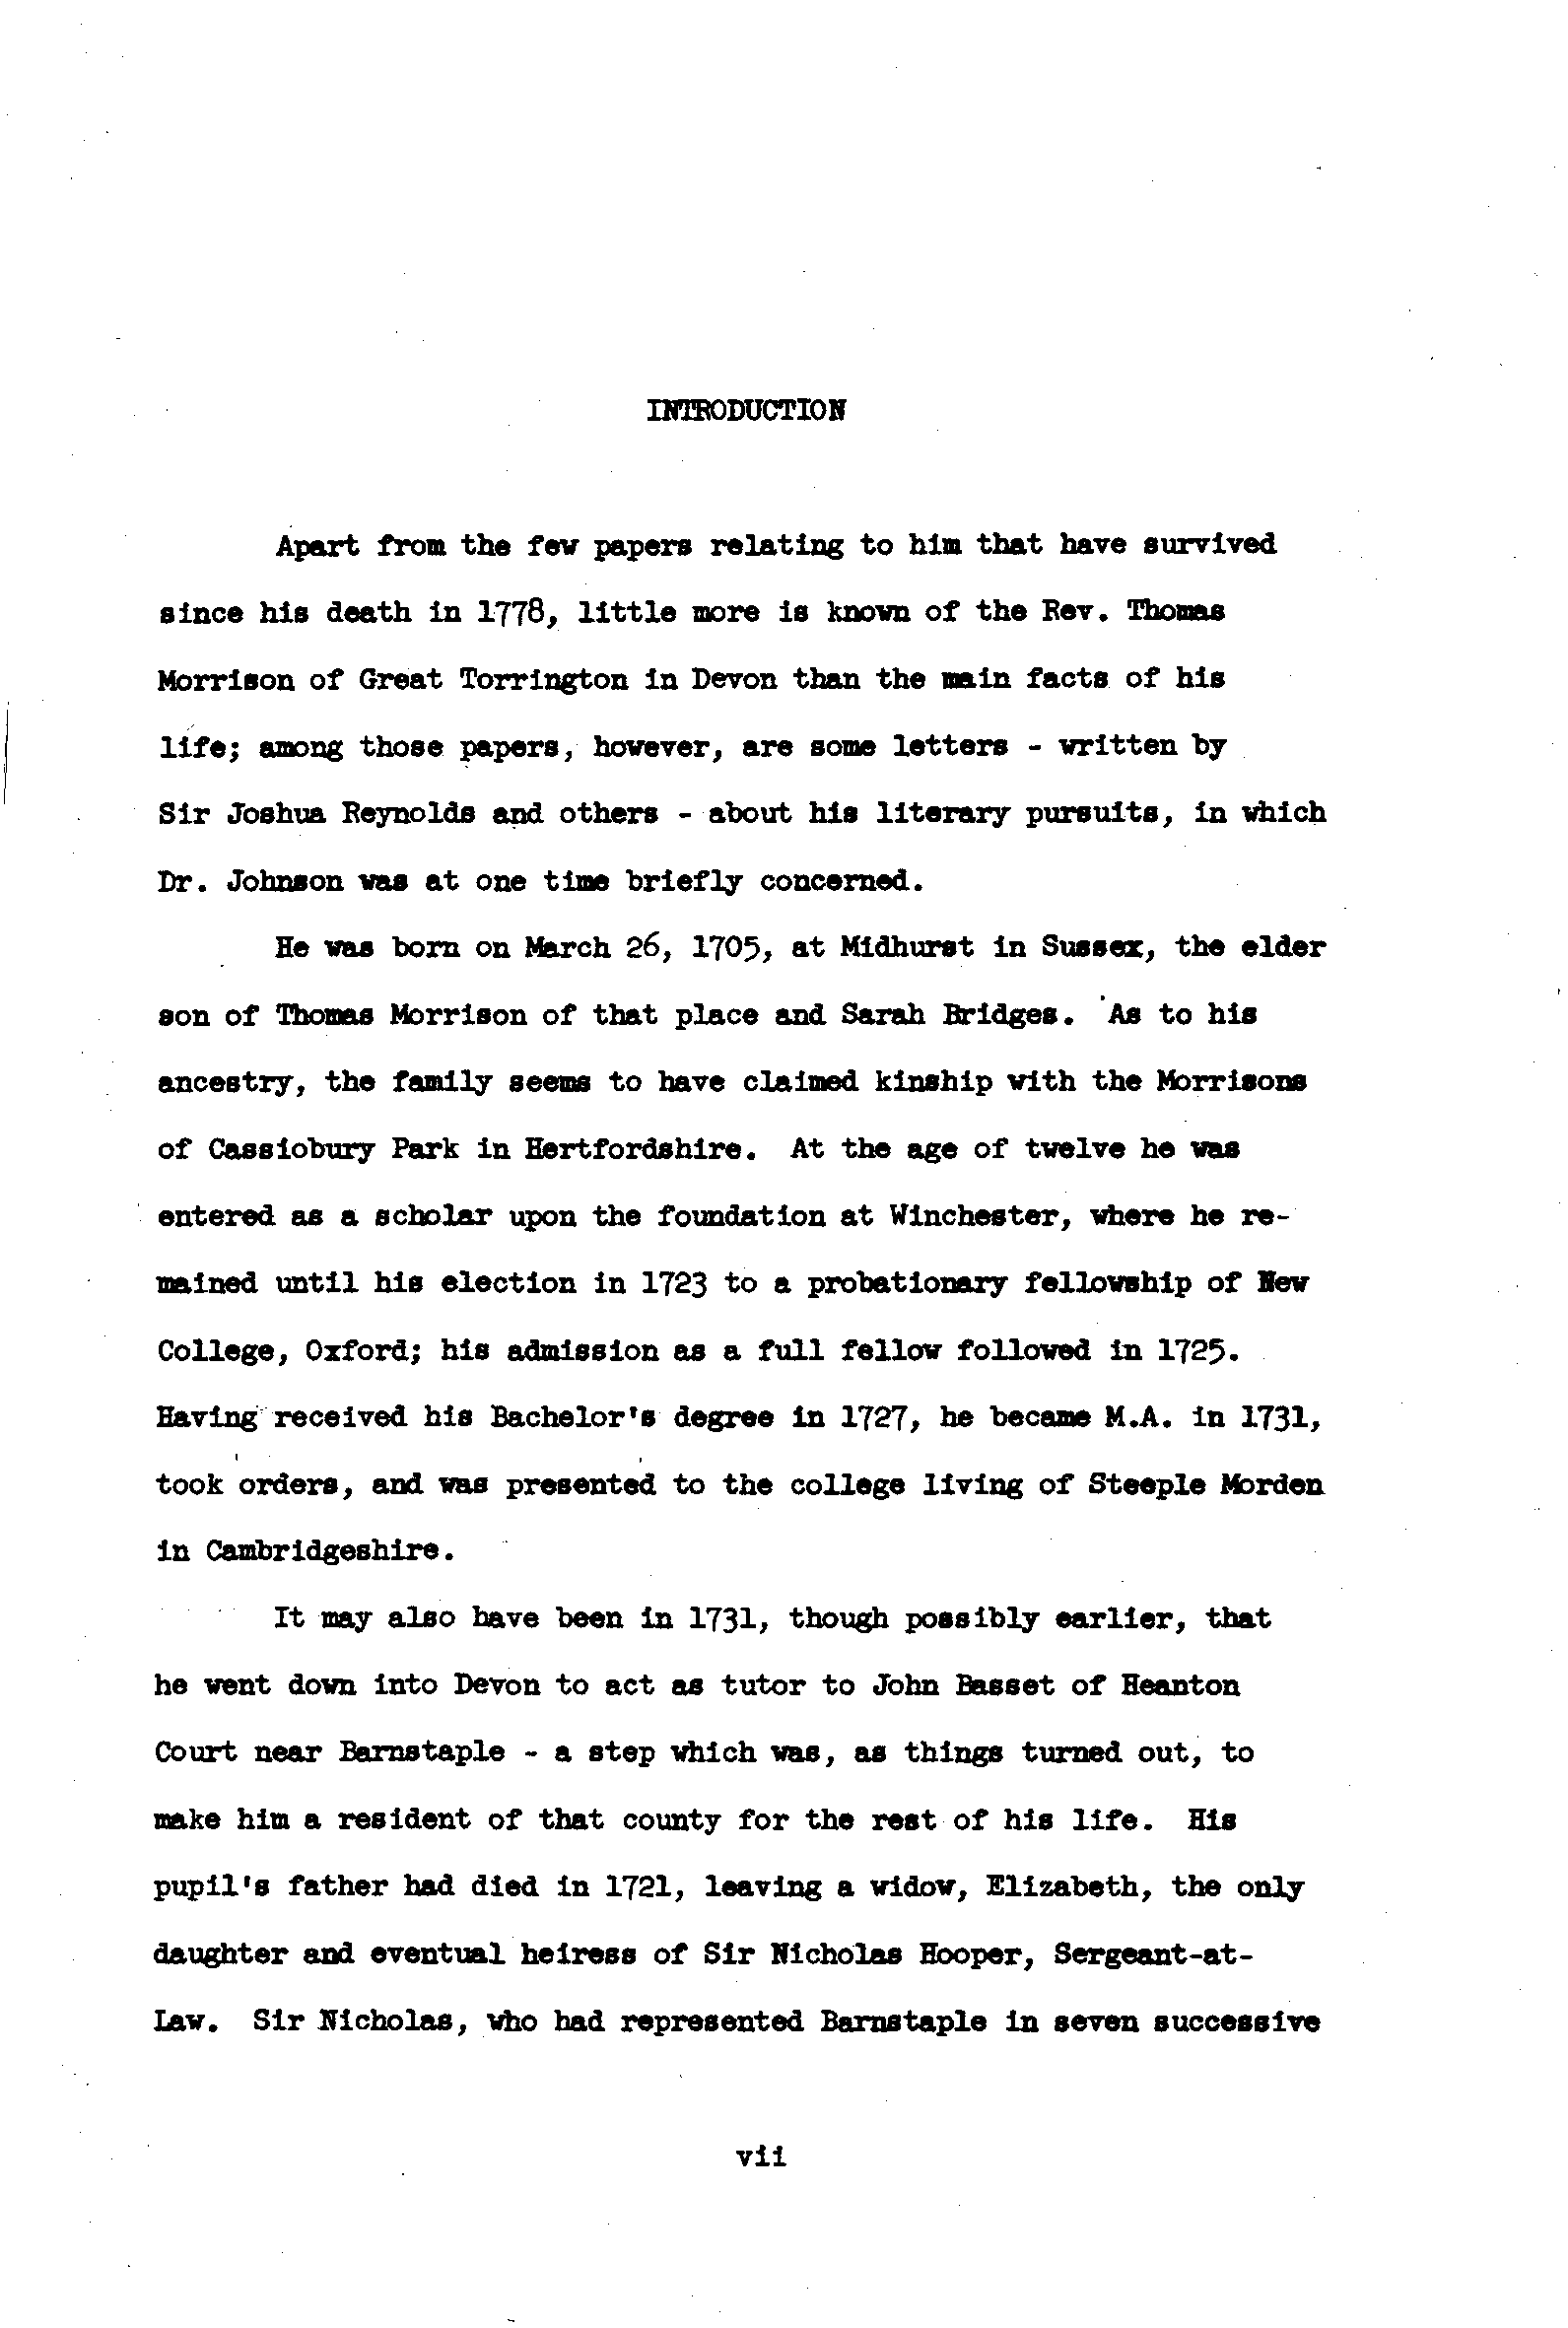 INTRODUCTION
Apart from the few papers relating to him that have survived
since his death in 1778, little more is known of the Rev. Thomas
Morrison of Great Torrington in Devon than the main facts of his
life; among those papers, however, are some letters - written by
Sir Joshua Reynolds and others - about his literary pursuits, in which
Dr. Johnson was at one time briefly concerned.
He was born on March 26, 1705, at Midhurst in Sussex, the elder
son of Thomas Morrison of that place and Sarah Bridges. As to his
ancestry, the family seems to have claimed kinship with the Morrisons
of Cassiobury Park in Hertfordshire. At the age of twelve he was
entered as a scholar upon the foundation at Winchester, where he re-
mained until his election in 1723 to a probationary fellowship of New
College, Oxford; his admission as a full fellow followed in 1725.
Having received his Bachelor's degree in 1727, he became M.A. in 1731,
took orders, and was presented to the college living of Steeple Morden
in Cambridgeshire.
It may also have been in 1731, though possibly earlier, that
he went down into Devon to act as tutor to John Basset of Heanton
Court near Barnstaple - a step which was, as things turned out, to
make him a resident of that county for the rest of his life. His
pupil's father had died in 1721, leaving a widow, Elizabeth, the only
daughter and eventual heiress of Sir Nicholas Hooper, Sergeant-at-
Law. Sir Nicholas, who had represented Barnstaple in seven successive
vii